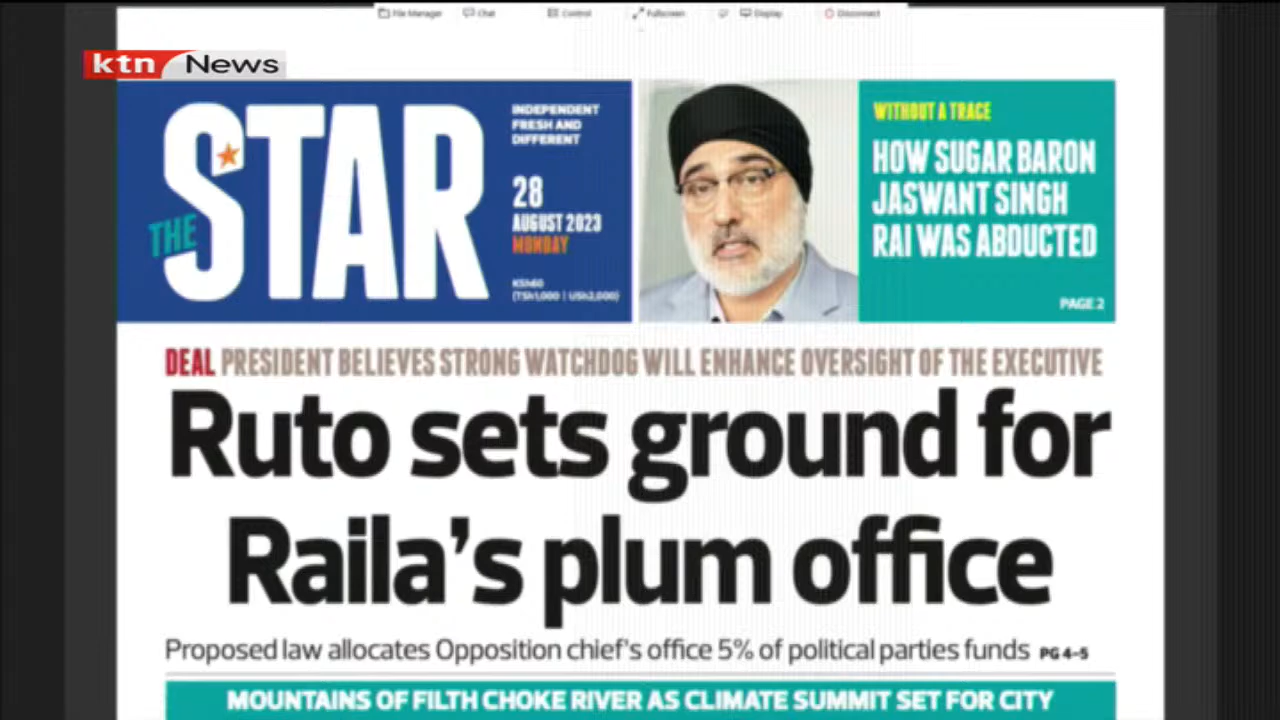 File Manager Chat Control Fullscreen Display Disconnect
ktn News
THE STAR
INDEPENDENT
FRESH AND
DIFFERENT
28
AUGUST 2023
MONDAY
KSh60
(TSh1,000 | USh2,000)
WITHOUT A TRACE
HOW SUGAR BARON
JASWANT SINGH
RAI WAS ABDUCTED
PAGE 2
DEAL PRESIDENT BELIEVES STRONG WATCHDOG WILL ENHANCE OVERSIGHT OF THE EXECUTIVE
Ruto sets ground for
Raila's plum office
Proposed law allocates Opposition chief's office 5% of political parties funds PG 4-5
MOUNTAINS OF FILTH CHOKE RIVER AS CLIMATE SUMMIT SET FOR CITY